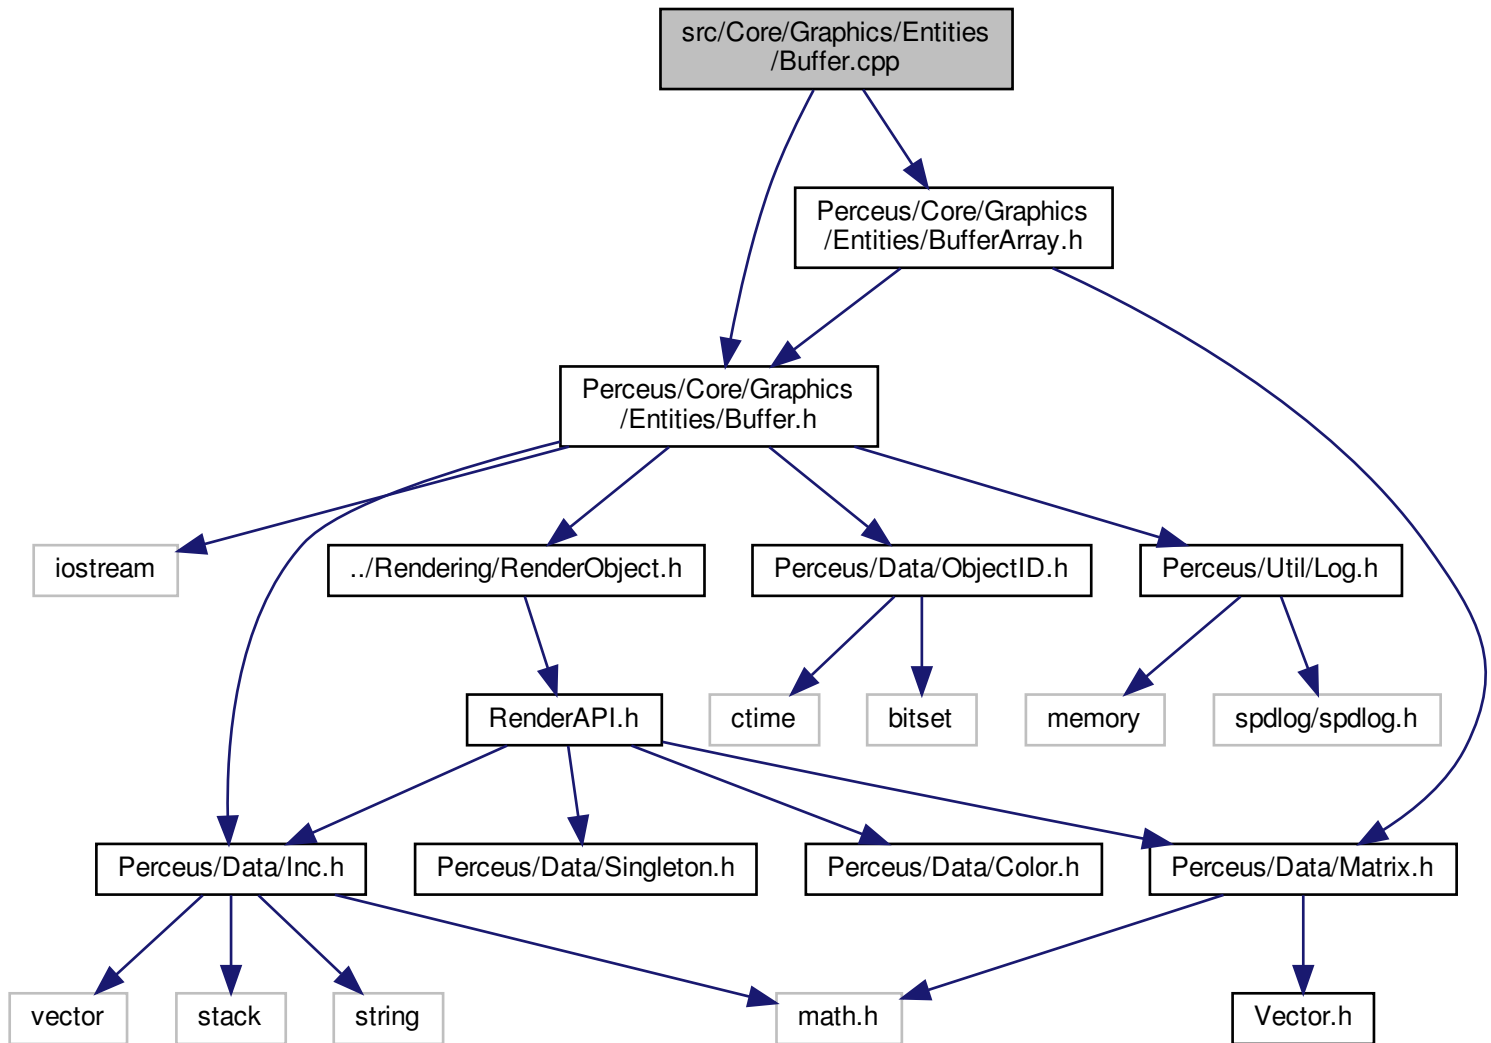 src/Core/Graphics/Entities
/Buffer.cpp
Perceus/Core/Graphics
/Entities/BufferArray.h
Perceus/Core/Graphics
/Entities/Buffer.h
iostream
../Rendering/RenderObject.h
Perceus/Data/ObjectID.h
Perceus/Util/Log.h
RenderAPI.h
ctime
bitset
memory
spdlog/spdlog.h
Perceus/Data/Inc.h
Perceus/Data/Singleton.h
Perceus/Data/Color.h
Perceus/Data/Matrix.h
vector
stack
string
math.h
Vector.h